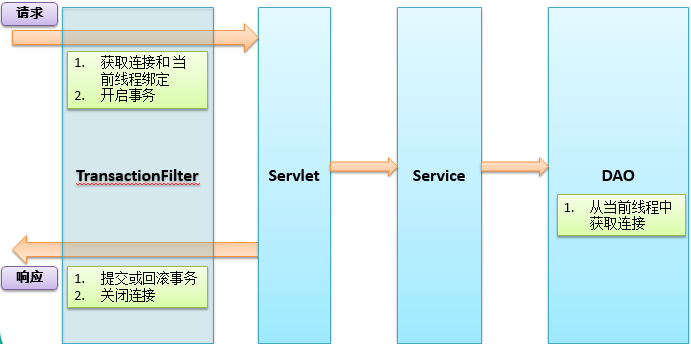 请求
1. 获取连接和当
前线程绑定
2. 开启事务
TransactionFilter
Servlet
Service
DAO
1. 从当前线程中
获取连接
响应
1. 提交或回滚事务
2. 关闭连接